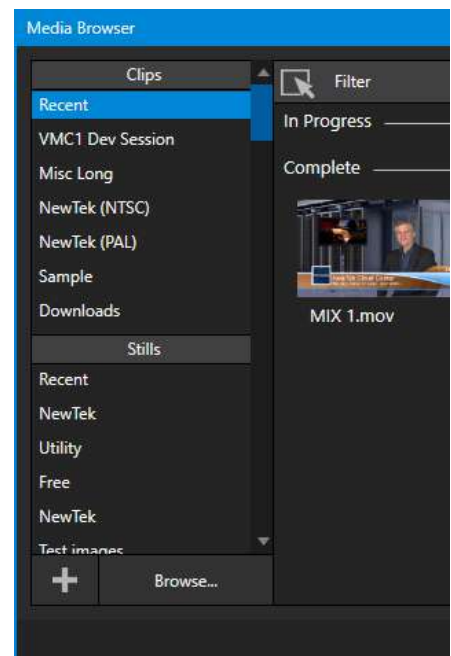 Media Browser
Clips
Recent
VMC1 Dev Session
Misc Long
NewTek (NTSC)
NewTek (PAL)
Sample
Downloads
Stills
Recent
NewTek
Utility
Free
NewTek
Test images
Browse...
Filter
In Progress
Complete
MIX 1.mov